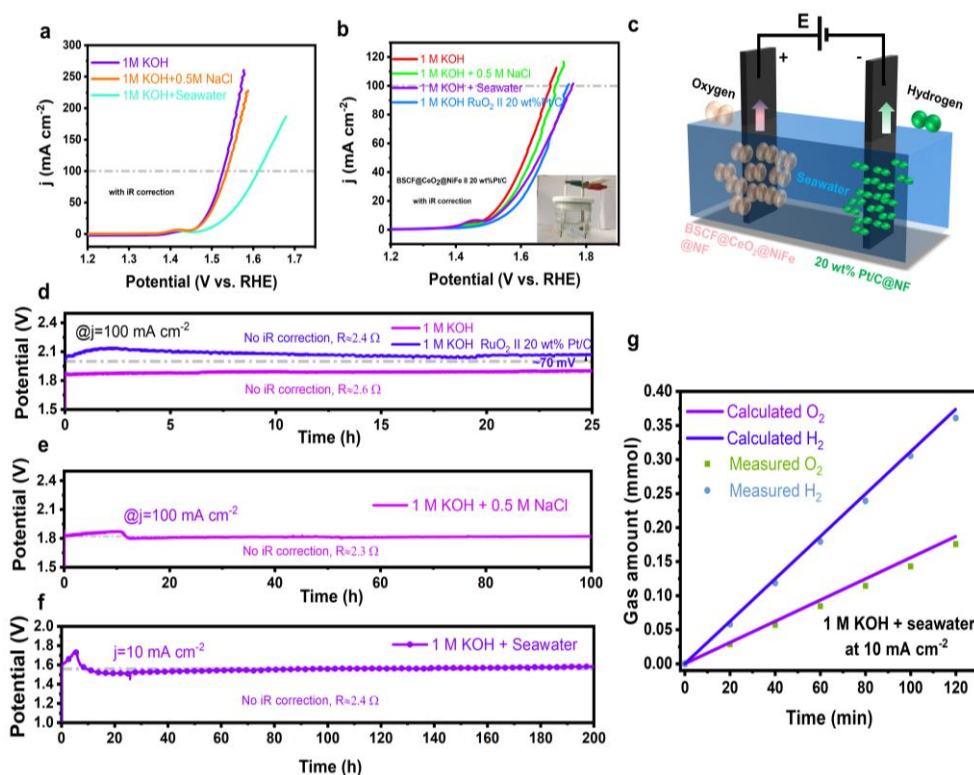 a
300
250
200
150
100
50
0
j (mA cm⁻²)
1M KOH
1M KOH+0.5M NaCl
1M KOH+Seawater
with iR correction
1.2 1.3 1.4 1.5 1.6 1.7
Potential (V vs. RHE)
b
120
100
80
60
40
20
0
j (mA cm⁻²)
1 M KOH
1 M KOH + 0.5 M NaCl
1 M KOH + Seawater
1 M KOH RuO₂ II 20 wt%Pt/C
BSCF@CeO₂@NiFe II 20 wt%Pt/C
with iR correction
1.2 1.4 1.6 1.8
Potential (V vs. RHE)
c
E
+ -
Oxygen
Hydrogen
Seawater
BSCF@CeO₂@NiFe
@NF
20 wt% Pt/C@NF
d
Potential (V)
2.4
2.1
1.8
1.5
@j=100 mA cm⁻²
No iR correction, R≈2.4 Ω
1 M KOH
1 M KOH RuO₂ II 20 wt% Pt/C
~70 mV
No iR correction, R≈2.6 Ω
0 5 10 15 20 25
Time (h)
e
Potential (V)
2.4
2.1
1.8
1.5
@j=100 mA cm⁻²
1 M KOH + 0.5 M NaCl
No iR correction, R≈2.3 Ω
0 20 40 60 80 100
Time (h)
f
Potential (V)
2.0
1.8
1.6
1.4
1.2
1.0
j=10 mA cm⁻²
1 M KOH + Seawater
No iR correction, R≈2.4 Ω
0 20 40 60 80 100 120 140 160 180 200
Time (h)
g
Gas amount (mmol)
0.40
0.35
0.30
0.25
0.20
0.15
0.10
0.05
0.00
Calculated O₂
Calculated H₂
Measured O₂
Measured H₂
1 M KOH + seawater
at 10 mA cm⁻²
0 20 40 60 80 100 120
Time (min)